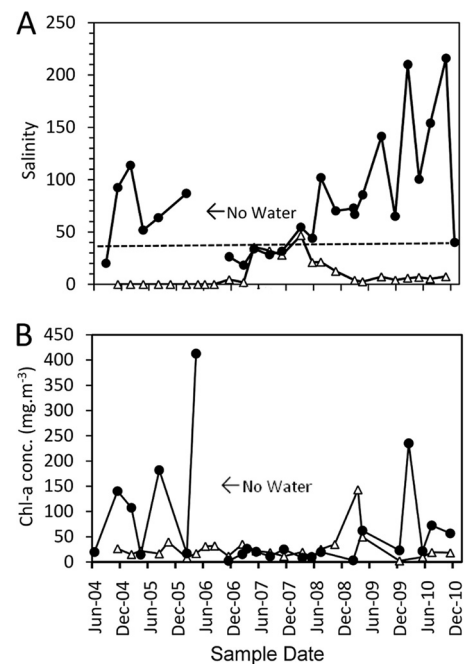 A
250
200
150
100
50
0
Salinity
←No Water
B
450
400
350
300
250
200
150
100
50
0
Chl-a conc. (mg.m-3)
←No Water
Jun-04
Dec-04
Jun-05
Dec-05
Jun-06
Dec-06
Jun-07
Dec-07
Jun-08
Dec-08
Jun-09
Dec-09
Jun-10
Dec-10
Sample Date